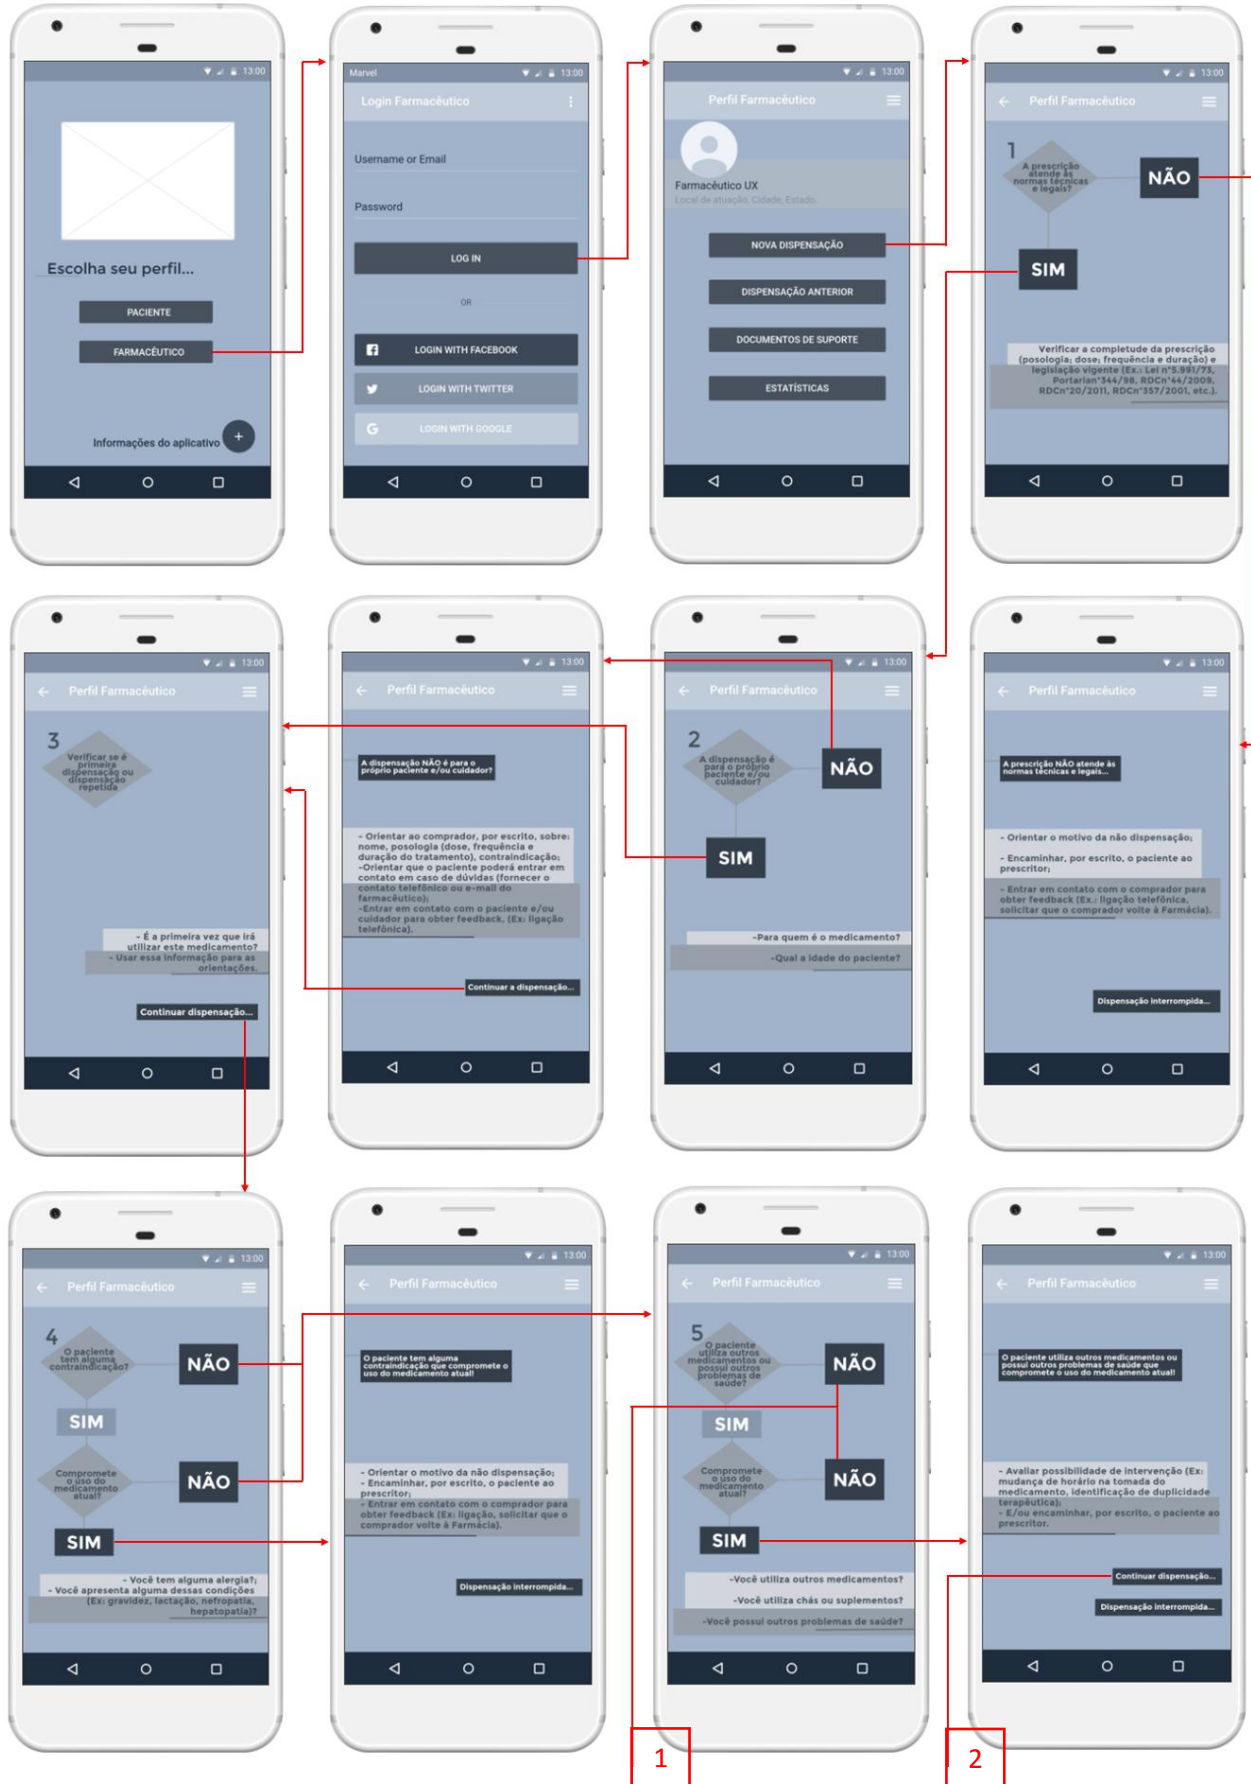 13:00
Escolha seu perfil...
PACIENTE
FARMACÊUTICO
Informações do aplicativo
+
Marvel
13:00
Login Farmacêutico
Username or Email
Password
LOG IN
OR
LOGIN WITH FACEBOOK
LOGIN WITH TWITTER
G
LOGIN WITH GOOGLE
13:00
Perfil Farmacêutico
Farmacêutico UX
Local de atuação, Cidade, Estado.
NOVA DISPENSAÇÃO
DISPENSAÇÃO ANTERIOR
DOCUMENTOS DE SUPORTE
ESTATÍSTICAS
13:00
Perfil Farmacêutico
1
A prescrição
atende às
normas técnicas
e legais?
NÃO
SIM
Verificar a completude da prescrição
(posologia; dose; frequência e duração) e
legislação vigente (Ex.: Lei n°5.991/73,
Portarian°344/98, RDCn°44/2009,
RDCn°20/2011, RDCn°357/2001, etc.).
13:00
Perfil Farmacêutico
3
Verificar se é
primeira
dispensação ou
dispensação
repetida
- É a primeira vez que irá
utilizar este medicamento?
- Usar essa informação para as
orientações.
Continuar dispensação...
13:00
Perfil Farmacêutico
A dispensação NÃO é para o
próprio paciente e/ou cuidador?
- Orientar ao comprador, por escrito, sobre:
nome, posologia (dose, frequência e
duração do tratamento), contraindicação;
-Orientar que o paciente poderá entrar em
contato em caso de dúvidas (fornecer o
contato telefônico ou e-mail do
farmacêutico);
-Entrar em contato com o paciente e/ou
cuidador para obter feedback, (Ex: ligação
telefônica).
Continuar a dispensação...
13:00
Perfil Farmacêutico
2
A dispensação é
para o próprio
paciente e/ou
cuidador?
NÃO
SIM
-Para quem é o medicamento?
-Qual a idade do paciente?
13:00
Perfil Farmacêutico
A prescrição NÃO atende às
normas técnicas e legais...
- Orientar o motivo da não dispensação;
- Encaminhar, por escrito, o paciente ao
prescritor;
- Entrar em contato com o comprador para
obter feedback (Ex.: ligação telefônica,
solicitar que o comprador volte à Farmácia).
Dispensação interrompida...
13:00
Perfil Farmacêutico
4
O paciente
tem alguma
contraindicação?
NÃO
SIM
Compromete
o uso do
medicamento
atual?
NÃO
SIM
- Você tem alguma alergia?;
- Você apresenta alguma dessas condições
(Ex: gravidez, lactação, nefropatia,
hepatopatia)?
13:00
Perfil Farmacêutico
O paciente tem alguma
contraindicação que compromete o
uso do medicamento atual!
- Orientar o motivo da não dispensação;
- Encaminhar, por escrito, o paciente ao
prescritor;
- Entrar em contato com o comprador para
obter feedback (Ex: ligação, solicitar que o
comprador volte à Farmácia).
Dispensação interrompida...
13:00
Perfil Farmacêutico
5
O paciente
utiliza outros
medicamentos ou
possui outros
problemas de
saúde?
NÃO
SIM
Compromete
o uso do
medicamento
atual?
NÃO
SIM
-Você utiliza outros medicamentos?
-Você utiliza chás ou suplementos?
-Você possui outros problemas de saúde?
13:00
Perfil Farmacêutico
O paciente utiliza outros medicamentos ou
possui outros problemas de saúde que
compromete o uso do medicamento atual!
- Avaliar possibilidade de intervenção (Ex:
mudança de horário na tomada do
medicamento, identificação de duplicidade
terapêutica);
- E/ou encaminhar, por escrito, o paciente ao
prescritor.
Continuar dispensação...
Dispensação interrompida...
1
2